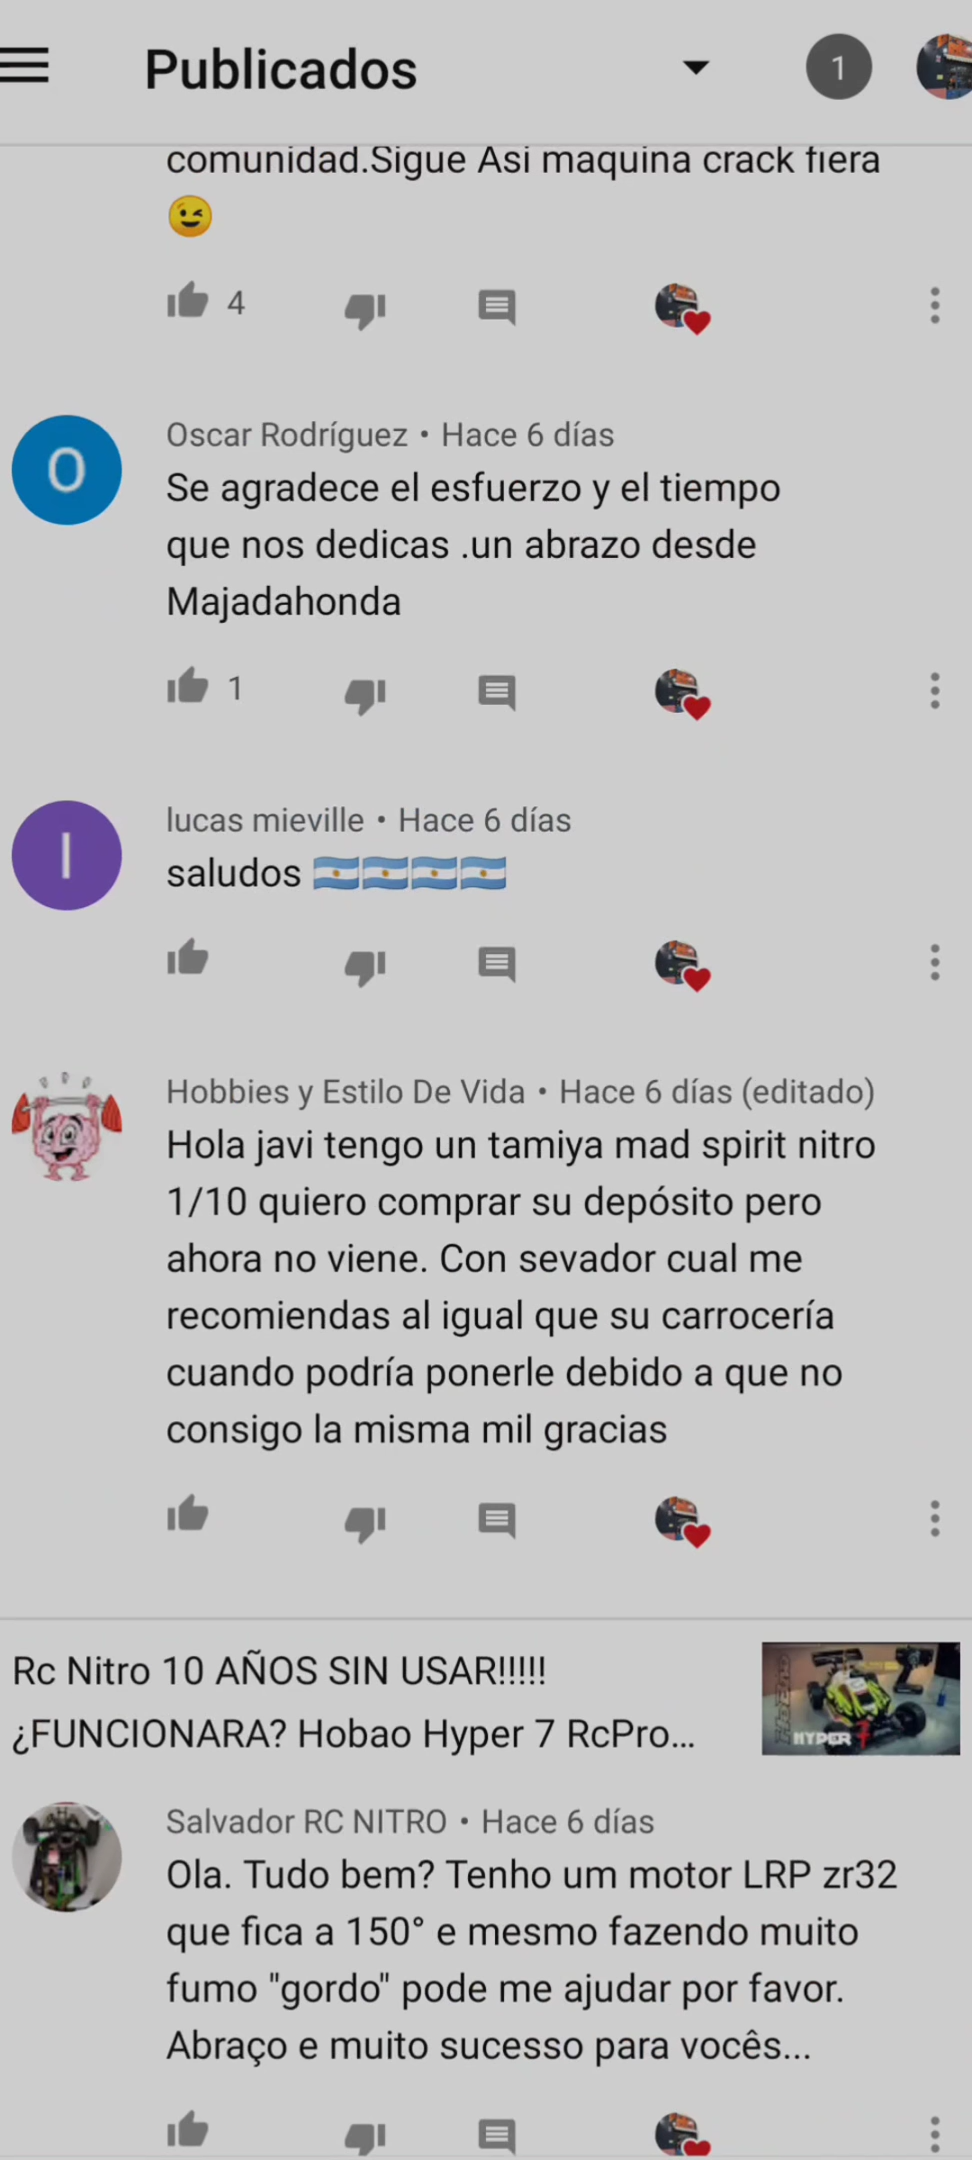 Publicados
1
comunidad.Sigue Asi maquina crack fiera
😉
4
Oscar Rodríguez • Hace 6 días
Se agradece el esfuerzo y el tiempo
que nos dedicas .un abrazo desde
Majadahonda
1
lucas mieville • Hace 6 días
saludos 🇦🇷🇦🇷🇦🇷🇦🇷
Hobbies y Estilo De Vida • Hace 6 días (editado)
Hola javi tengo un tamiya mad spirit nitro
1/10 quiero comprar su depósito pero
ahora no viene. Con sevador cual me
recomiendas al igual que su carrocería
cuando podría ponerle debido a que no
consigo la misma mil gracias
Rc Nitro 10 AÑOS SIN USAR!!!!!
¿FUNCIONARA? Hobao Hyper 7 RcPro...
HYPER 7
Salvador RC NITRO • Hace 6 días
Ola. Tudo bem? Tenho um motor LRP zr32
que fica a 150° e mesmo fazendo muito
fumo "gordo" pode me ajudar por favor.
Abraço e muito sucesso para vocês...